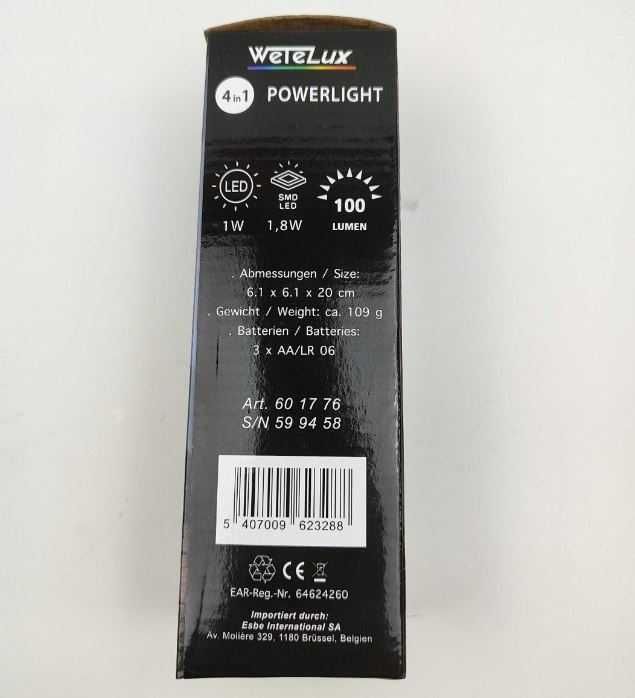 WETELUX
4in1 POWERLIGHT
LED
SMD
LED
100
1W 1,8W LUMEN
. Abmessungen / Size:
6.1 x 6.1 x 20 cm
. Gewicht / Weight: ca. 109 g
. Batterien / Batteries:
3 x AA/LR 06
Art. 60 17 76
S/N 59 94 58
5 407009 623288
CE
EAR-Reg.-Nr. 64624260
Importiert durch:
Esbe International SA
Av. Molière 329, 1180 Brüssel, Belgien